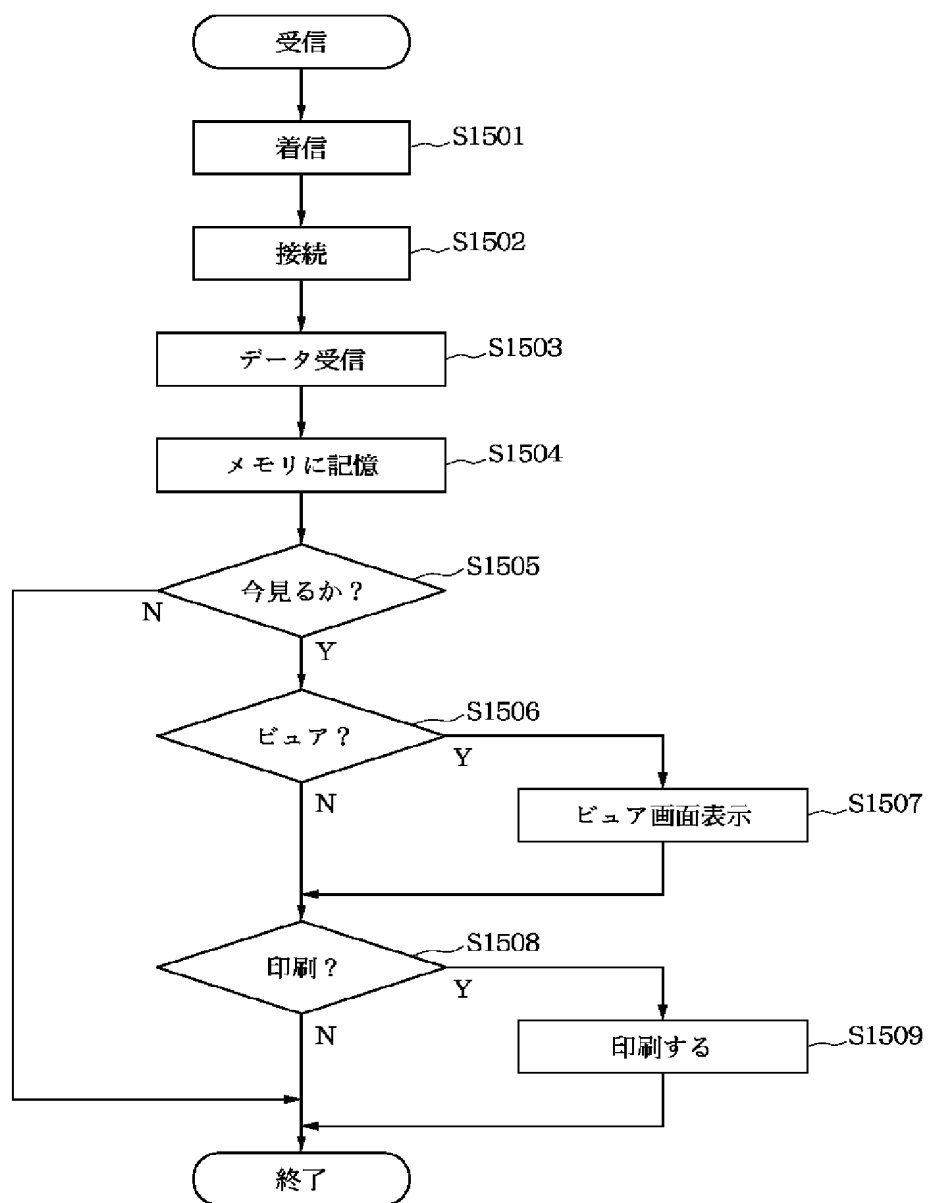 受信
着信
S1501
接続
S1502
データ受信
S1503
メモリに記憶
S1504
今見るか？
S1505
N
Y
ビュア？
S1506
Y
N
ビュア画面表示
S1507
印刷？
S1508
Y
N
印刷する
S1509
終了